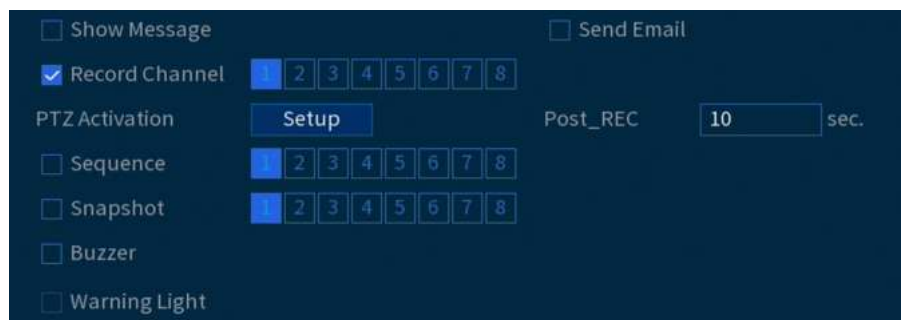 Show Message Send Email
Record Channel 1 2 3 4 5 6 7 8
PTZ Activation Setup Post_REC 10 sec.
Sequence 1 2 3 4 5 6 7 8
Snapshot 1 2 3 4 5 6 7 8
Buzzer
Warning Light